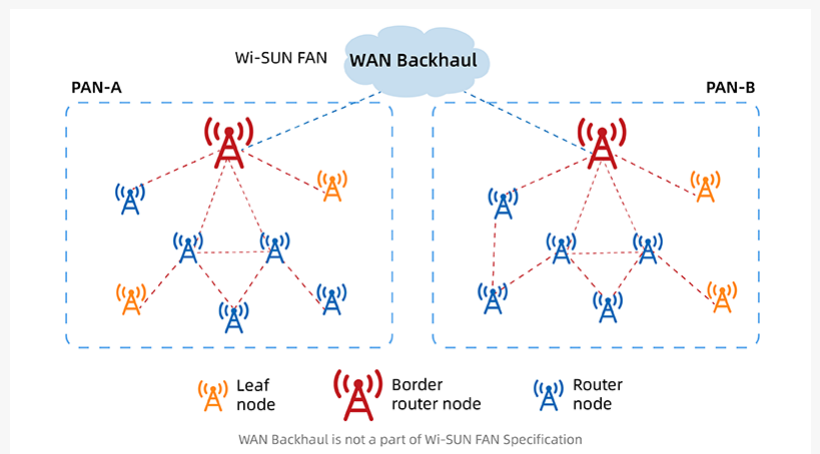 Wi-SUN FAN
WAN Backhaul
PAN-A
PAN-B
Leaf
node
Border
router node
Router
node
WAN Backhaul is not a part of Wi-SUN FAN Specification